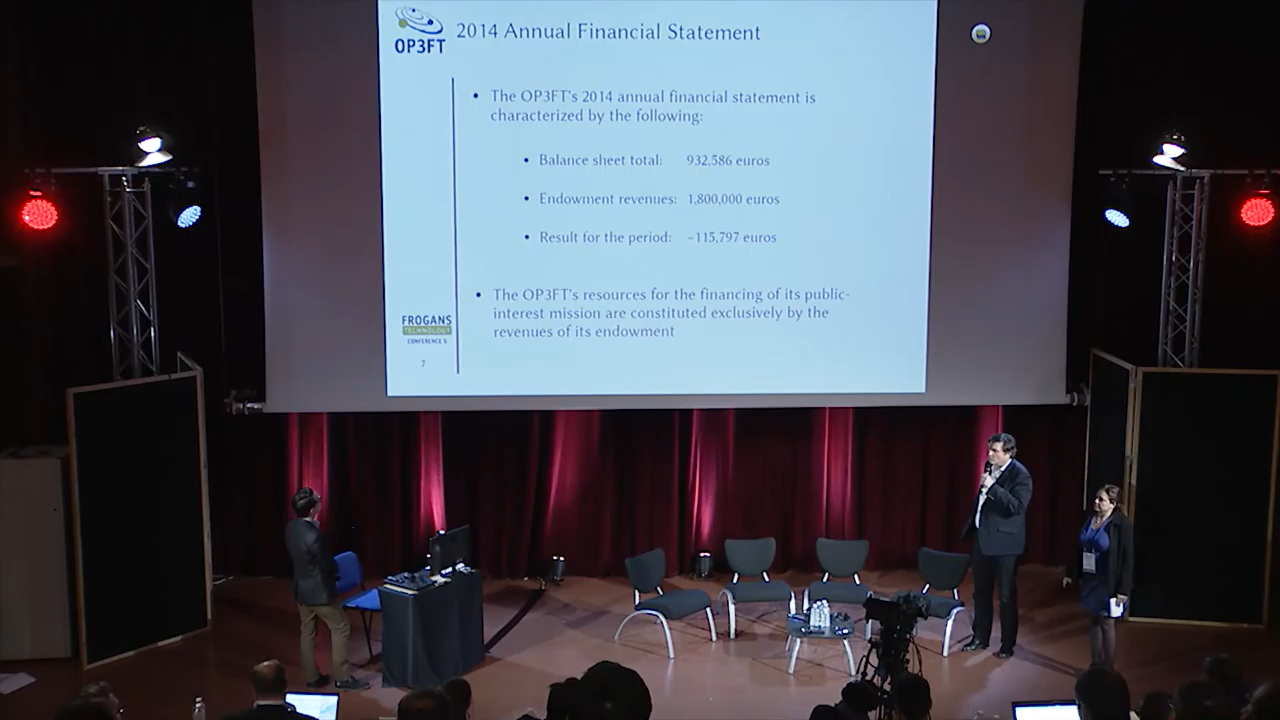 OP3FT
2014 Annual Financial Statement
• The OP3FT's 2014 annual financial statement is
characterized by the following:
• Balance sheet total: 932,586 euros
• Endowment revenues: 1,800,000 euros
• Result for the period: –115,797 euros
• The OP3FT's resources for the financing of its public-
interest mission are constituted exclusively by the
revenues of its endowment
FROGANS
TECHNOLOGY
CONFERENCE 5
7